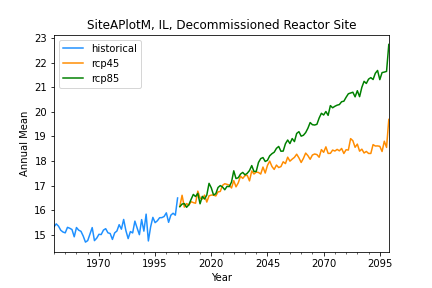 SiteAPlotM, IL, Decommissioned Reactor Site
historical
rcp45
rcp85
Annual Mean
23
22
21
20
19
18
17
16
15
1970
1995
2020
2045
2070
2095
Year